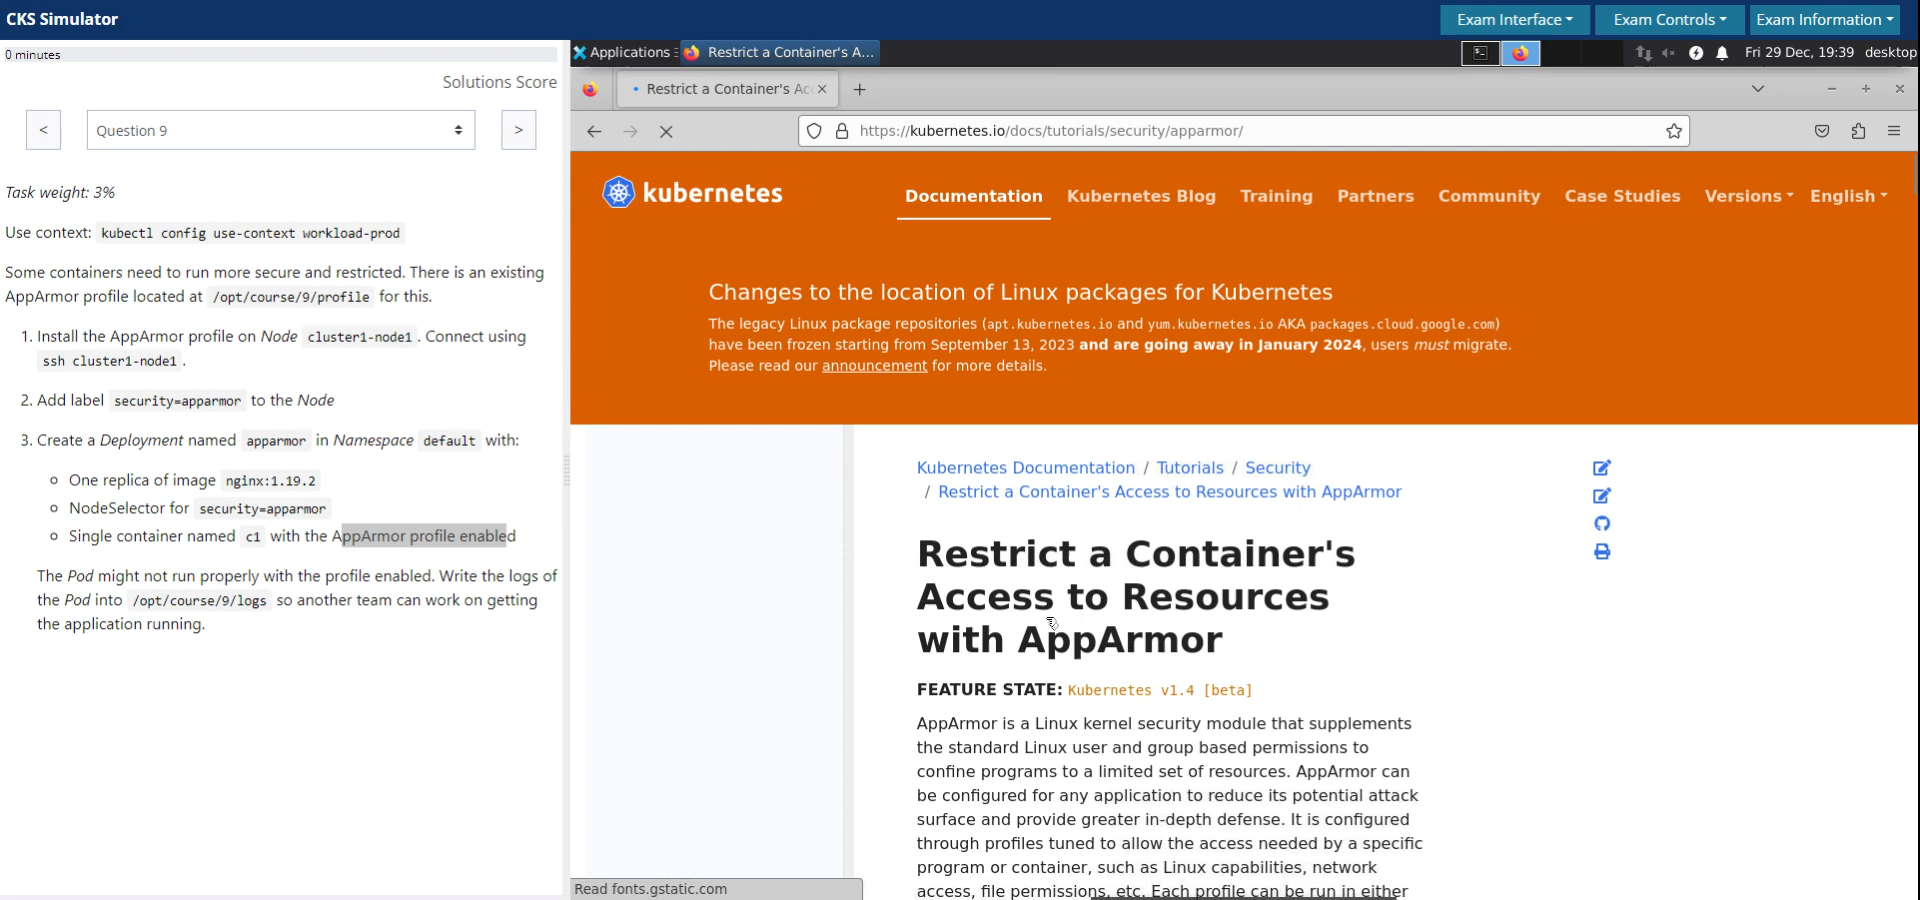 CKS Simulator
Exam Interface
Exam Controls
Exam Information
0 minutes
Solutions Score
<
Question 9
>
Task weight: 3%
Use context: kubectl config use-context workload-prod
Some containers need to run more secure and restricted. There is an existing
AppArmor profile located at /opt/course/9/profile for this.
1. Install the AppArmor profile on Node cluster1-node1 . Connect using
ssh cluster1-node1 .
2. Add label security=apparmor to the Node
3. Create a Deployment named apparmor in Namespace default with:
One replica of image nginx:1.19.2
NodeSelector for security=apparmor
Single container named c1 with the AppArmor profile enabled
The Pod might not run properly with the profile enabled. Write the logs of
the Pod into /opt/course/9/logs so another team can work on getting
the application running.
Applications
Restrict a Container's A...
Fri 29 Dec, 19:39 desktop
Restrict a Container's Acc
https://kubernetes.io/docs/tutorials/security/apparmor/
kubernetes
Documentation
Kubernetes Blog
Training
Partners
Community
Case Studies
Versions
English
Changes to the location of Linux packages for Kubernetes
The legacy Linux package repositories (apt.kubernetes.io and yum.kubernetes.io AKA packages.cloud.google.com)
have been frozen starting from September 13, 2023 and are going away in January 2024, users must migrate.
Please read our announcement for more details.
Kubernetes Documentation / Tutorials / Security
/ Restrict a Container's Access to Resources with AppArmor
Restrict a Container's
Access to Resources
with AppArmor
FEATURE STATE: Kubernetes v1.4 [beta]
AppArmor is a Linux kernel security module that supplements
the standard Linux user and group based permissions to
confine programs to a limited set of resources. AppArmor can
be configured for any application to reduce its potential attack
surface and provide greater in-depth defense. It is configured
through profiles tuned to allow the access needed by a specific
program or container, such as Linux capabilities, network
access, file permissions, etc. Each profile can be run in either
Read fonts.gstatic.com